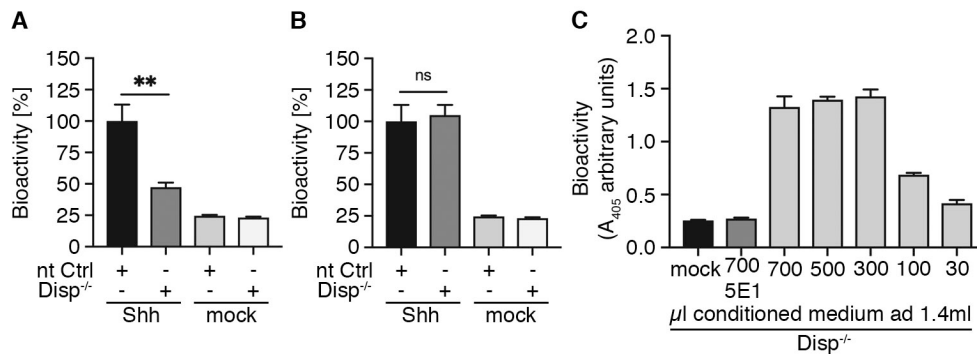 A
Bioactivity [%]
150
125
100
75
50
25
0
**
nt Ctrl + - + -
Disp-/- - + - +
Shh mock
B
Bioactivity [%]
150
125
100
75
50
25
0
ns
nt Ctrl + - + -
Disp-/- - + - +
Shh mock
C
Bioactivity
(A405 arbitrary units)
2.0
1.5
1.0
0.5
0.0
mock 700 700 500 300 100 30
5E1
µl conditioned medium ad 1.4ml
Disp-/-